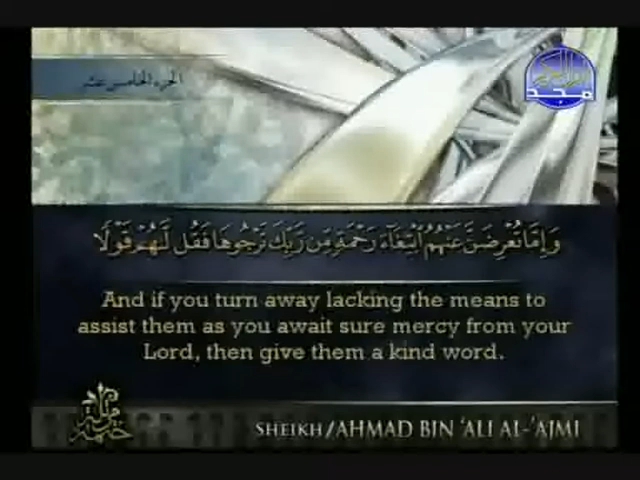 الجزء الخامس عشر
مجد
وَإِمَّا تُعْرِضَنَّ عَنْهُمُ ابْتِغَاءَ رَحْمَةٍ مِّن رَّبِّكَ تَرْجُوهَا فَقُل لَّهُمْ قَوْلًا
And if you turn away lacking the means to
assist them as you await sure mercy from your
Lord, then give them a kind word.
SHEIKH/AHMAD BIN 'ALI AL-'AJMI